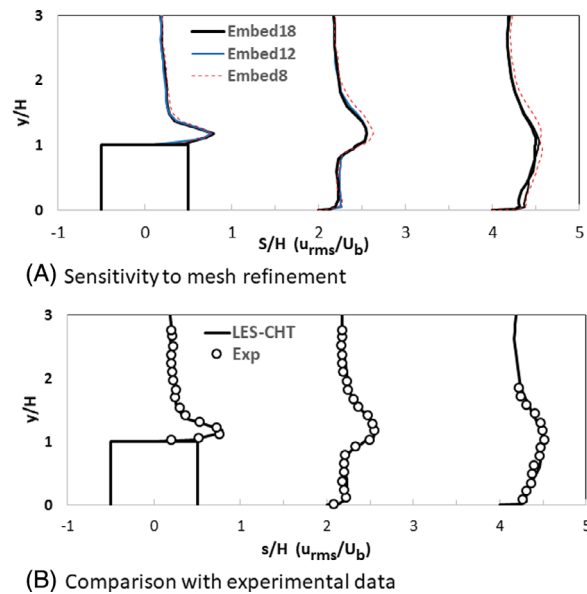 3
Embed18
Embed12
Embed8
2
y/H
1
0
-1 0 1 2 3 4 5
S/H (urms/Ub)
(A) Sensitivity to mesh refinement
3
LES-CHT
Exp
2
y/H
1
0
-1 0 1 2 3 4 5
s/H (urms/Ub)
(B) Comparison with experimental data